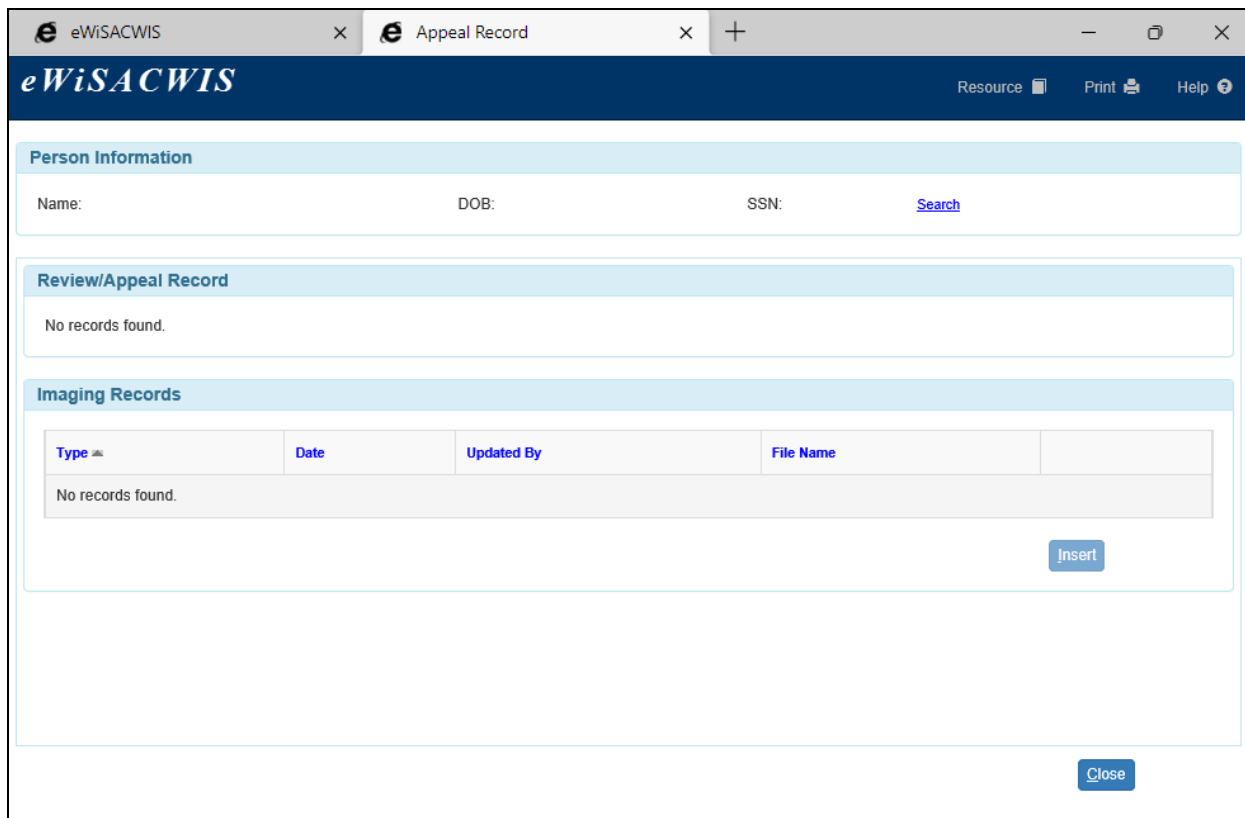 eWiSACWIS
Appeal Record
eWiSACWIS
Resource Print Help
Person Information
Name: DOB: SSN: Search
Review/Appeal Record
No records found.
Imaging Records
Type Date Updated By File Name
No records found.
Insert
Close